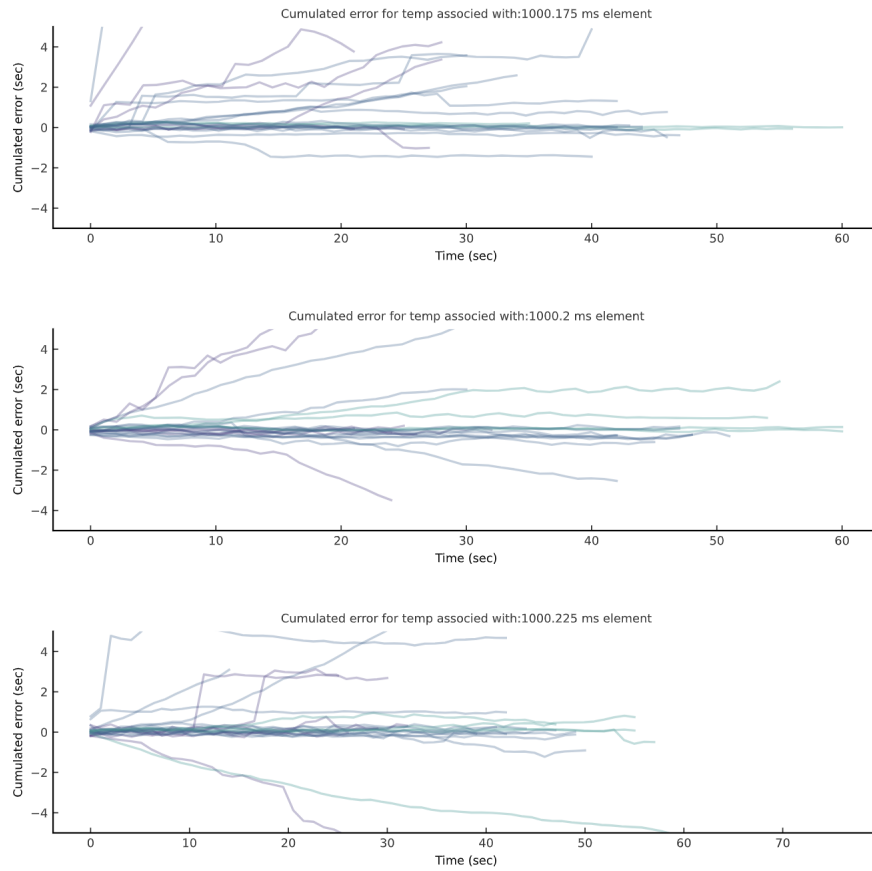 Cumulated error for temp associed with:1000.175 ms element
Cumulated error (sec)
4
2
0
−2
−4
0 10 20 30 40 50 60
Time (sec)
Cumulated error for temp associed with:1000.2 ms element
Cumulated error (sec)
4
2
0
−2
−4
0 10 20 30 40 50 60
Time (sec)
Cumulated error for temp associed with:1000.225 ms element
Cumulated error (sec)
4
2
0
−2
−4
0 10 20 30 40 50 60 70
Time (sec)